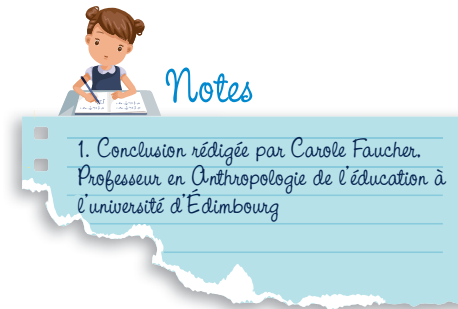 Notes
1. Conclusion rédigée par Carole Faucher.
Professeur en Anthropologie de l'éducation à
l'université d'Édimbourg